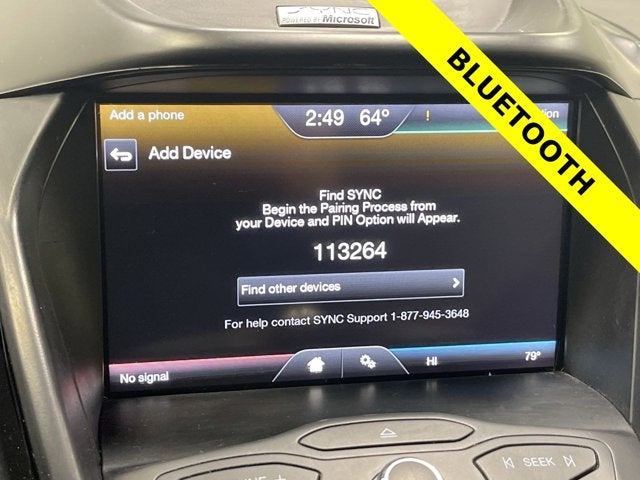 SYNC
POWERED BY Microsoft
BLUETOOTH
Add a phone
2:49 64°
!
Add Device
Find SYNC
Begin the Pairing Process from
your Device and PIN Option will Appear.
113264
Find other devices
For help contact SYNC Support 1-877-945-3648
No signal
HI
79°
SEEK